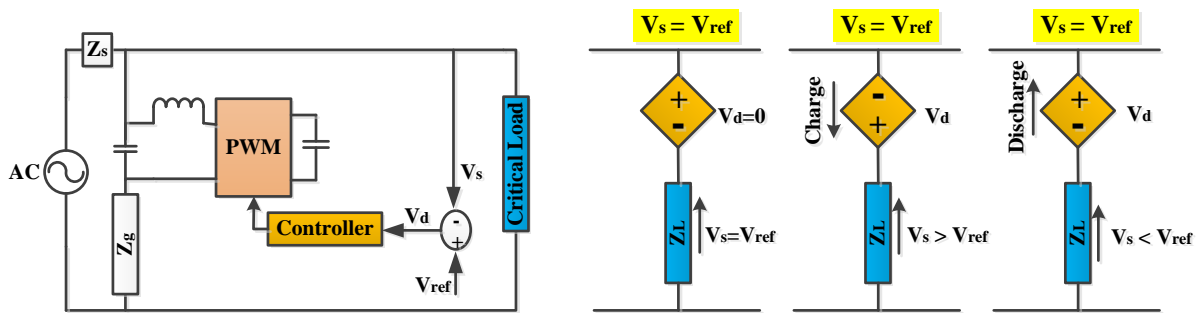 Zs
AC
PWM
Zg
Controller
Vd
Vs
-
+
Vref
Critical Load
Vs = Vref
+
-
Vd=0
ZL
Vs=Vref
Vs = Vref
Charge
-
+
Vd
ZL
Vs > Vref
Vs = Vref
Discharge
+
-
Vd
ZL
Vs < Vref